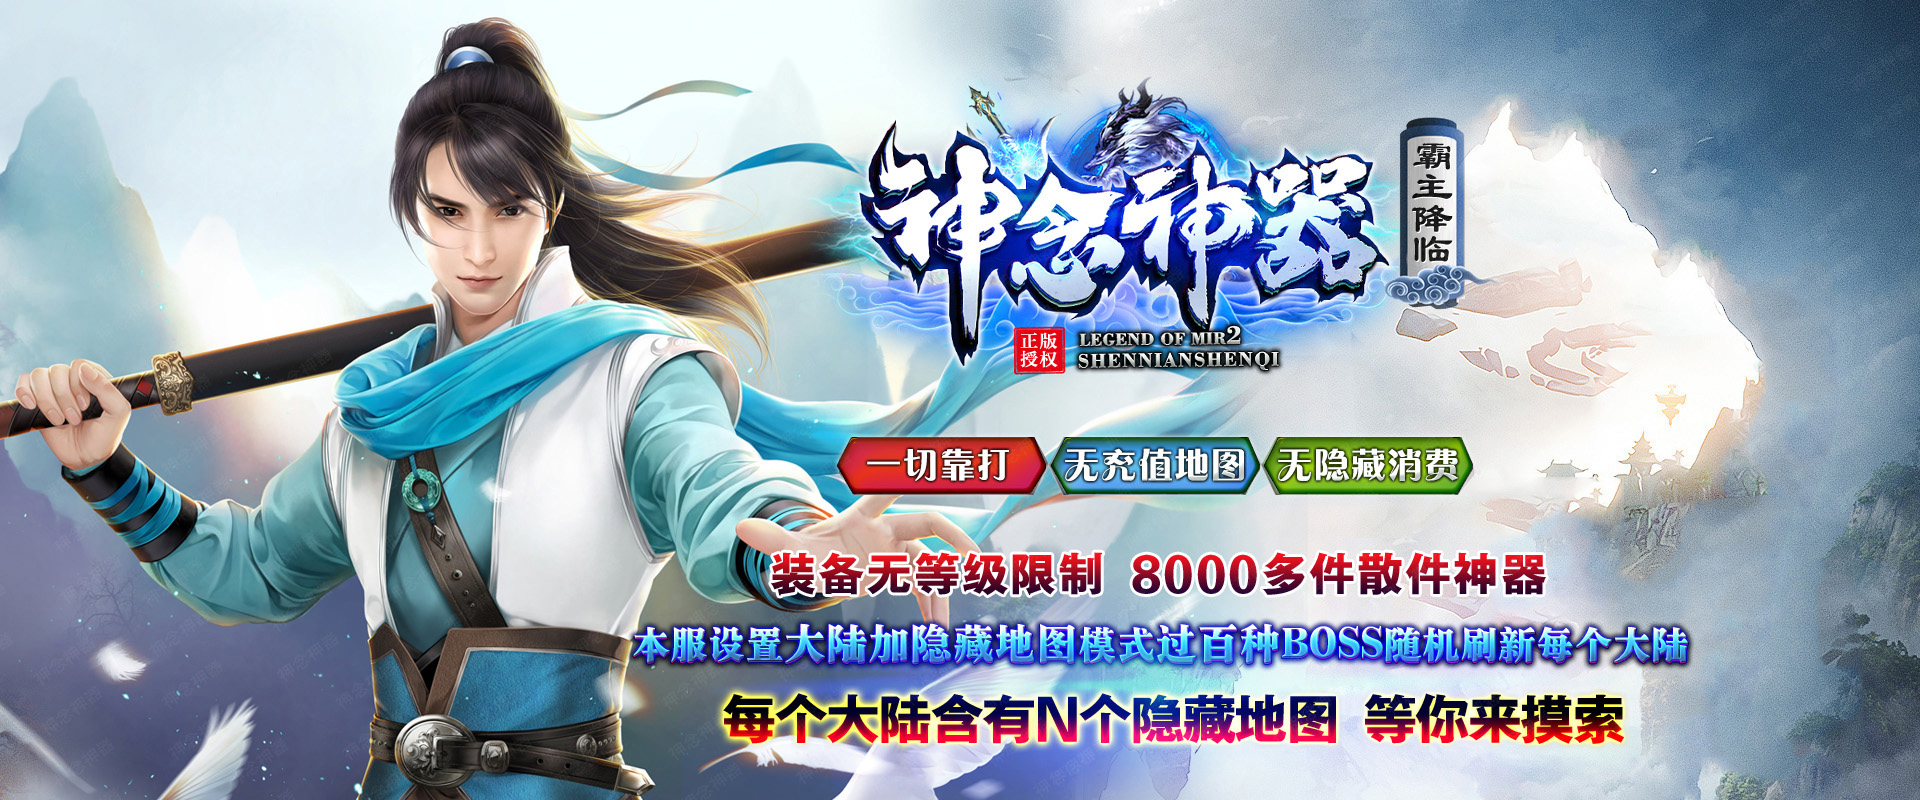 神念神器
霸主降临
正版授权
LEGEND OF MIR2
SHENNIANSHENQI
一切靠打
无充值地图
无隐藏消费
装备无等级限制 8000多件散件神器
本服设置大陆加隐藏地图模式过百种BOSS随机刷新每个大陆
每个大陆含有N个隐藏地图 等你来摸索